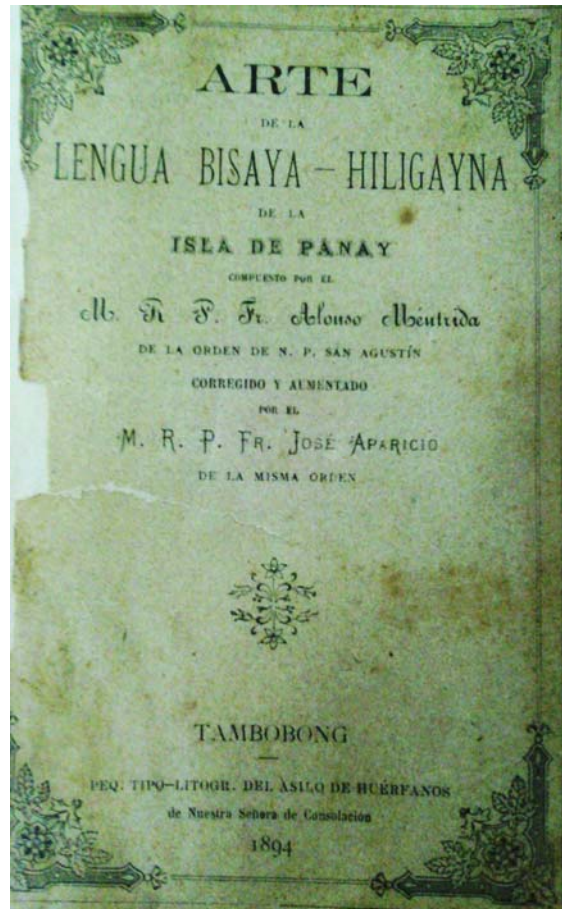 ARTE
DE LA
LENGUA BISAYA – HILIGAYNA
DE LA
ISLA DE PANAY
COMPUESTO POR EL
M. R. P. Fr. Alonso Méntrida
DE LA ORDEN DE N. P. SAN AGUSTÍN
CORREGIDO Y AUMENTADO
POR EL
M. R. P. FR. JOSÉ APARICIO
DE LA MISMA ORDEN
TAMBOBONG
PEQ. TIPO–LITOGR. DEL ASILO DE HUÉRFANOS
de Nuestra Señora de Consolación
1894